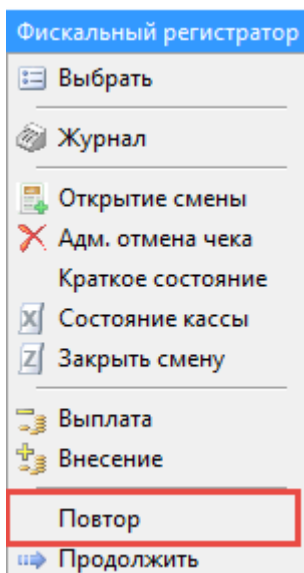 Фискальный регистратор
Выбрать
Журнал
Открытие смены
Адм. отмена чека
Краткое состояние
X Состояние кассы
Z Закрыть смену
Выплата
Внесение
Повтор
Продолжить